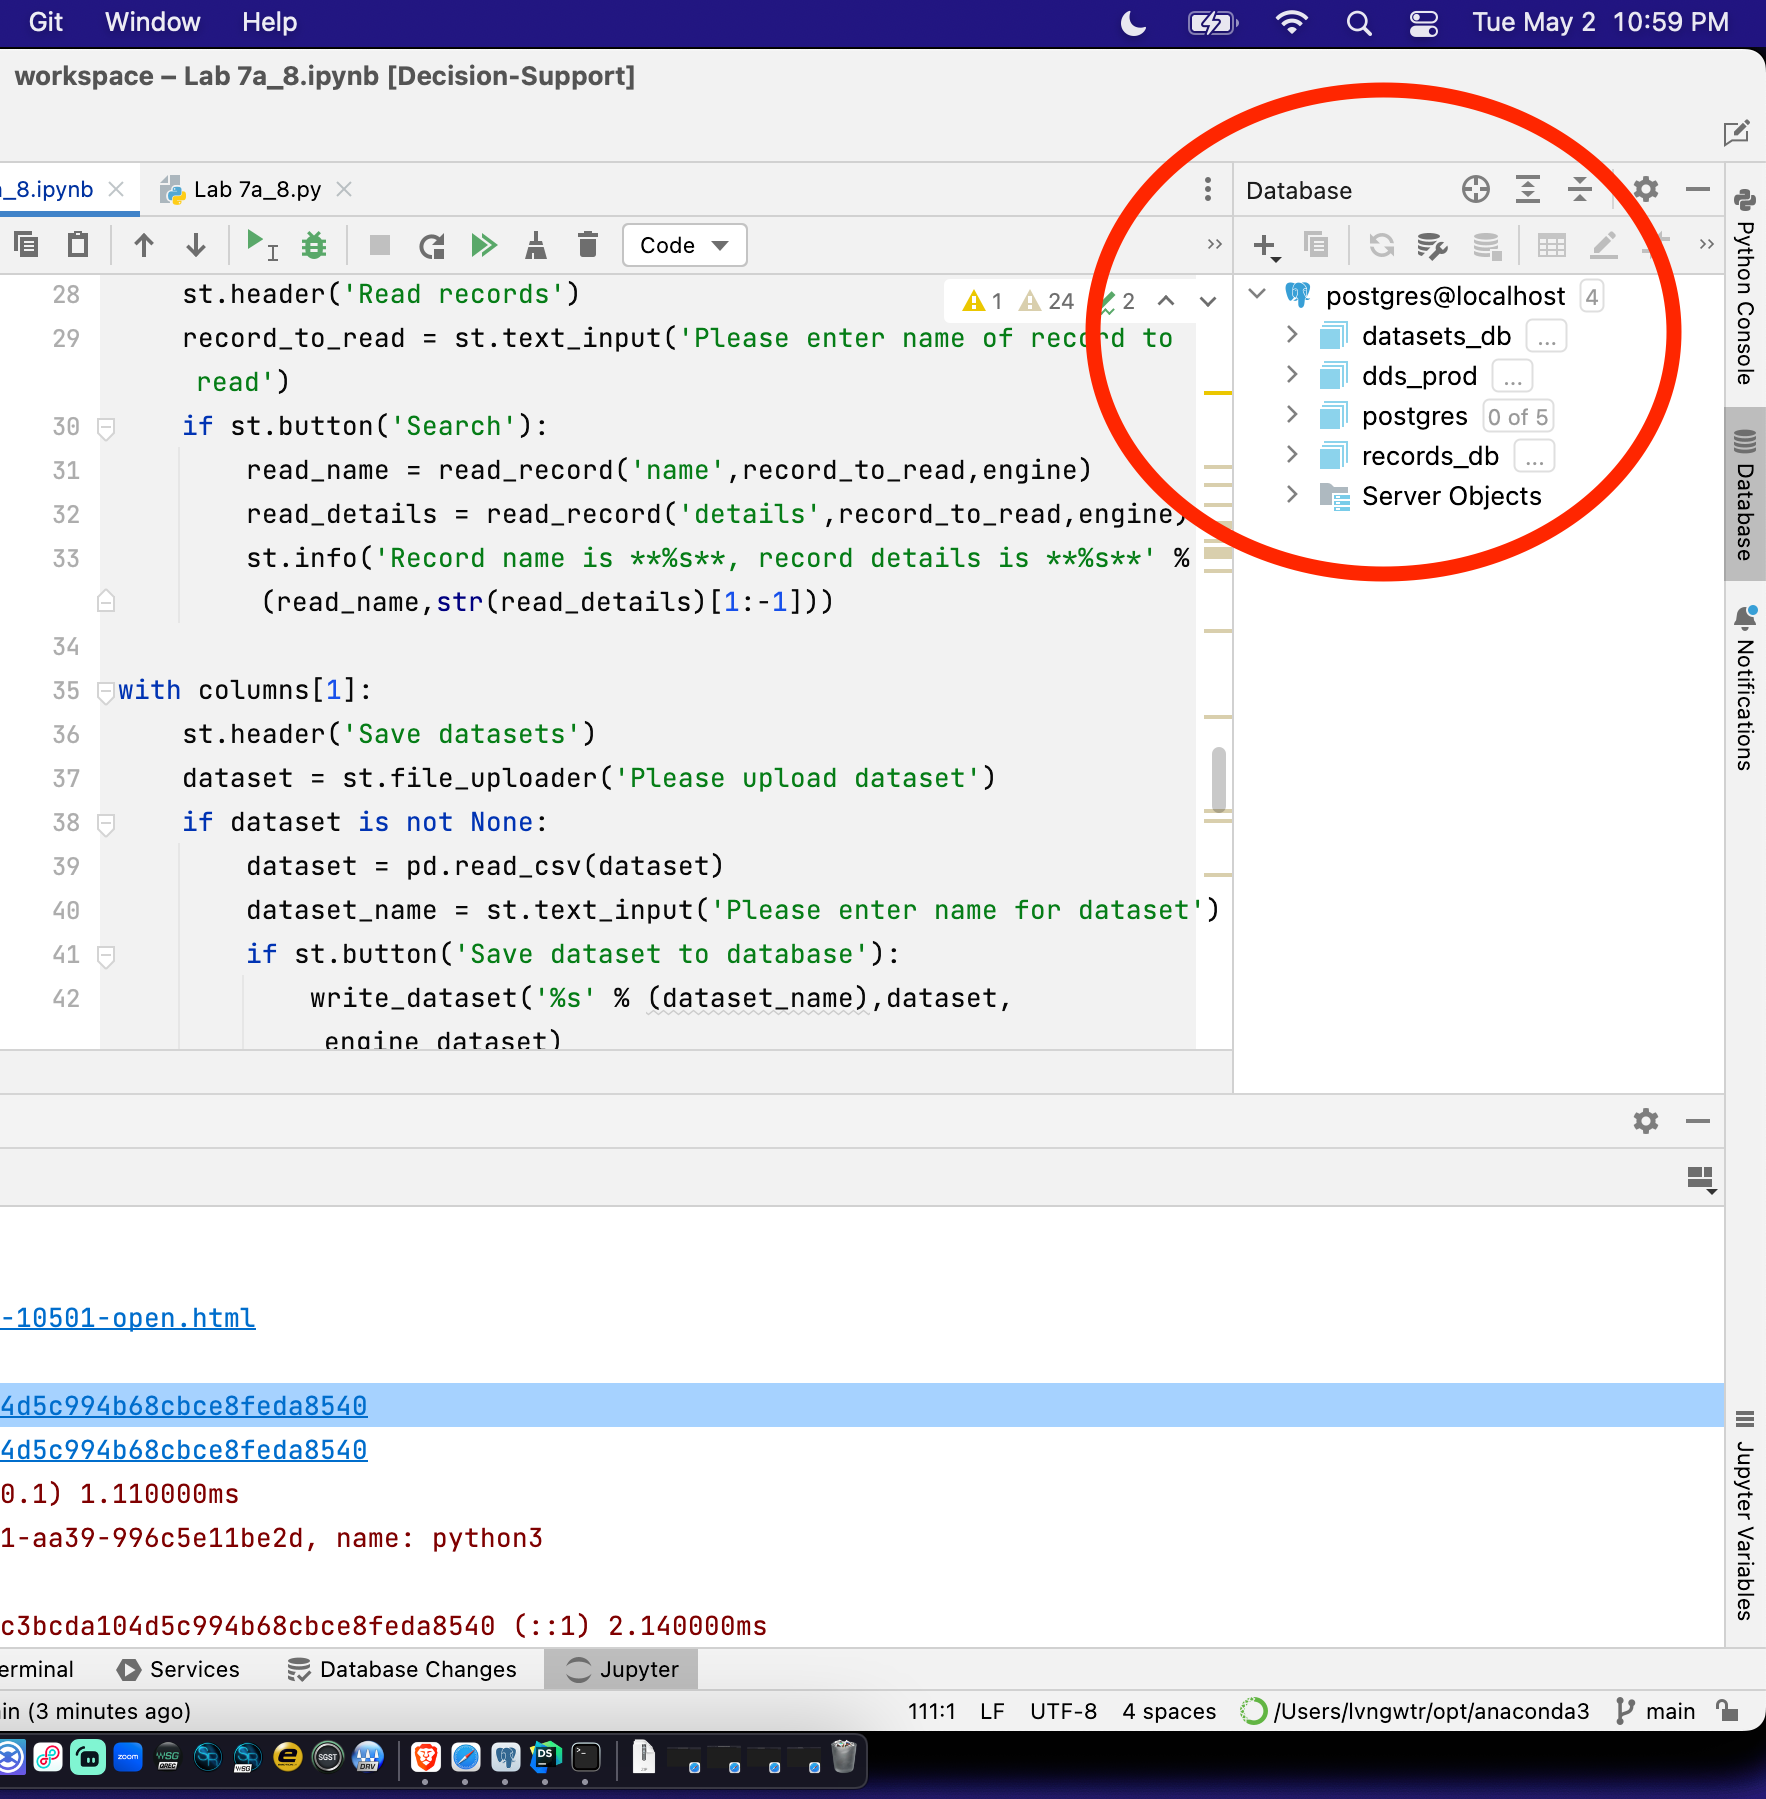 Git Window Help Tue May 2 10:59 PM
workspace – Lab 7a_8.ipynb [Decision-Support]
_8.ipynb Lab 7a_8.py Database
Code
28 st.header('Read records') 1 24 2
29 record_to_read = st.text_input('Please enter name of record to
read')
30 if st.button('Search'):
31 read_name = read_record('name',record_to_read,engine)
32 read_details = read_record('details',record_to_read,engine)
33 st.info('Record name is **%s**, record details is **%s**' %
(read_name,str(read_details)[1:-1]))
34
35 with columns[1]:
36 st.header('Save datasets')
37 dataset = st.file_uploader('Please upload dataset')
38 if dataset is not None:
39 dataset = pd.read_csv(dataset)
40 dataset_name = st.text_input('Please enter name for dataset')
41 if st.button('Save dataset to database'):
42 write_dataset('%s' % (dataset_name),dataset,
engine_dataset)
postgres@localhost 4
datasets_db ...
dds_prod ...
postgres 0 of 5
records_db ...
Server Objects
Python Console
Database
Notifications
Jupyter Variables
-10501-open.html
4d5c994b68cbce8feda8540
4d5c994b68cbce8feda8540
0.1) 1.110000ms
1-aa39-996c5e11be2d, name: python3
c3bcda104d5c994b68cbce8feda8540 (::1) 2.140000ms
erminal Services Database Changes Jupyter
in (3 minutes ago) 111:1 LF UTF-8 4 spaces /Users/lvngwtr/opt/anaconda3 main
zoom WSG SR SR WSG SGST DRV DS